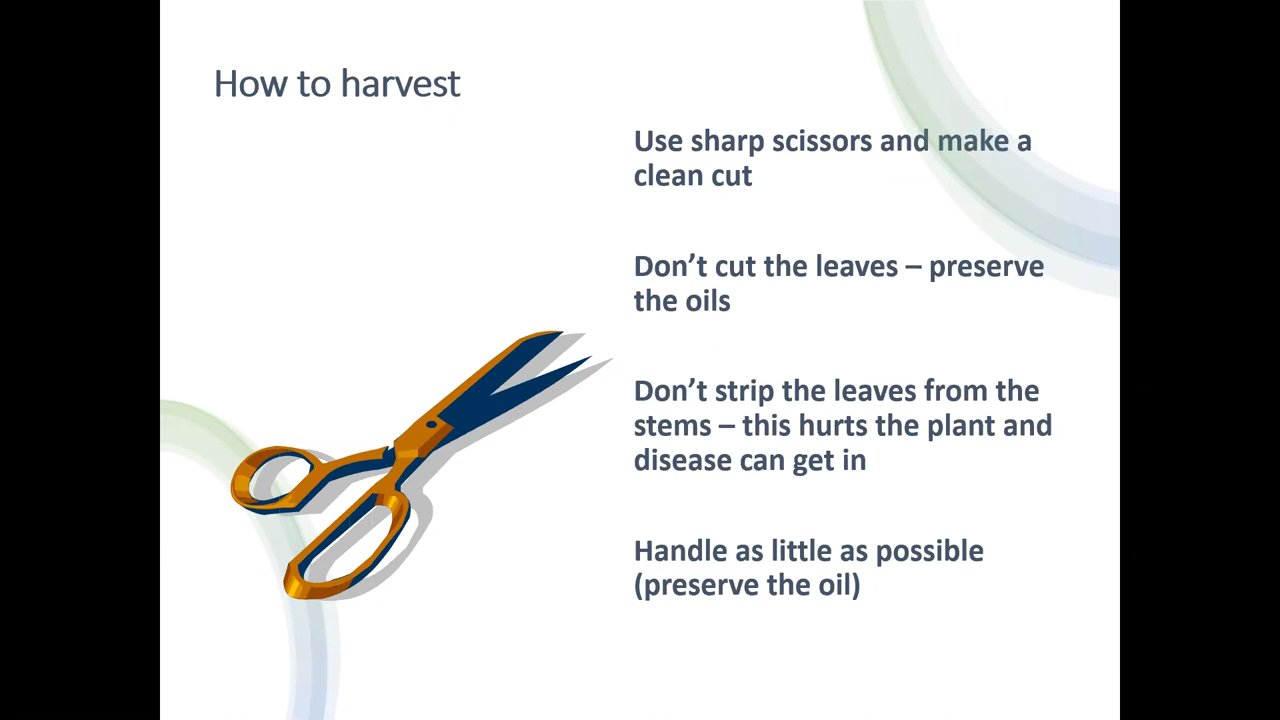 How to harvest
Use sharp scissors and make a
clean cut
Don’t cut the leaves – preserve
the oils
Don’t strip the leaves from the
stems – this hurts the plant and
disease can get in
Handle as little as possible
(preserve the oil)